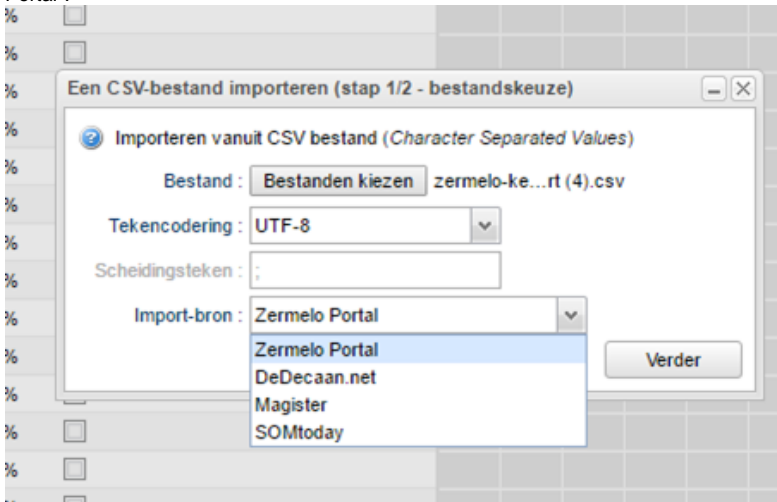 %
%
%
Een CSV-bestand importeren (stap 1/2 - bestandskeuze)
%
Importeren vanuit CSV bestand (Character Separated Values)
%
Bestand : Bestanden kiezen zermelo-ke...rt (4).csv
%
Tekencodering : UTF-8
%
Scheidingsteken : ;
%
Import-bron : Zermelo Portal
%
Zermelo Portal
%
Verder
DeDecaan.net
%
Magister
%
SOMtoday
%